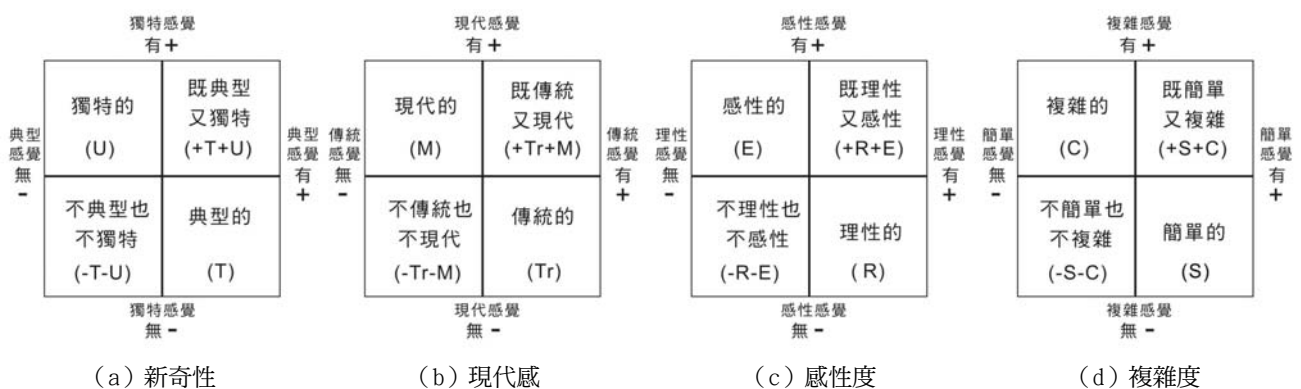 獨特感覺
有+
典型
感覺
無
-
獨特的
(U)
既典型
又獨特
(+T+U)
不典型也
不獨特
(-T-U)
典型的
(T)
典型
感覺
有
+
獨特感覺
無 -
(a) 新奇性
現代感覺
有+
傳統
感覺
無
-
現代的
(M)
既傳統
又現代
(+Tr+M)
不傳統也
不現代
(-Tr-M)
傳統的
(Tr)
傳統
感覺
有
+
現代感覺
無 -
(b) 現代感
感性感覺
有+
理性
感覺
無
-
感性的
(E)
既理性
又感性
(+R+E)
不理性也
不感性
(-R-E)
理性的
(R)
理性
感覺
有
+
感性感覺
無 -
(c) 感性度
複雜感覺
有+
簡單
感覺
無
-
複雜的
(C)
既簡單
又複雜
(+S+C)
不簡單也
不複雜
(-S-C)
簡單的
(S)
簡單
感覺
有
+
複雜感覺
無 -
(d) 複雜度